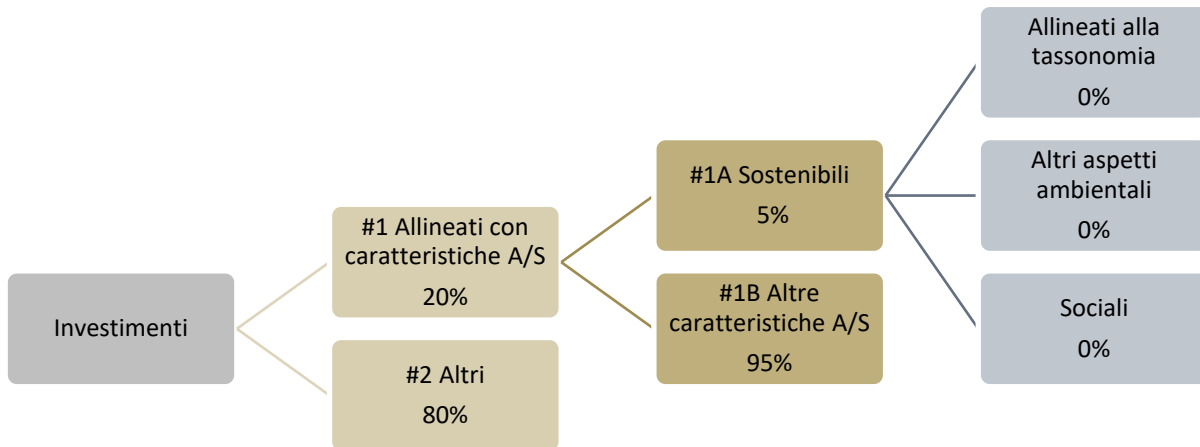 Investimenti
#1 Allineati con
caratteristiche A/S
20%
#2 Altri
80%
#1A Sostenibili
5%
#1B Altre
caratteristiche A/S
95%
Allineati alla
tassonomia
0%
Altri aspetti
ambientali
0%
Sociali
0%